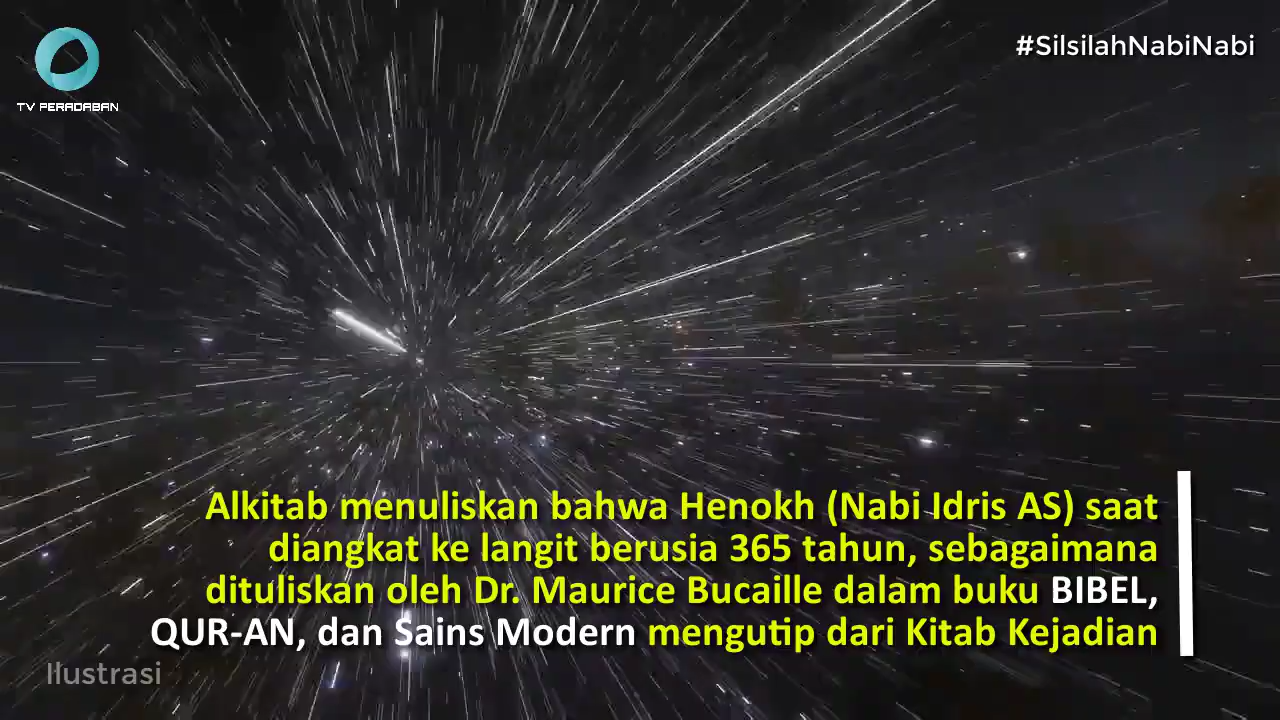 TV PERADABAN
#SilsilahNabiNabi
Alkitab menuliskan bahwa Henokh (Nabi Idris AS) saat
diangkat ke langit berusia 365 tahun, sebagaimana
dituliskan oleh Dr. Maurice Bucaille dalam buku BIBEL,
QUR-AN, dan Sains Modern mengutip dari Kitab Kejadian
Ilustrasi